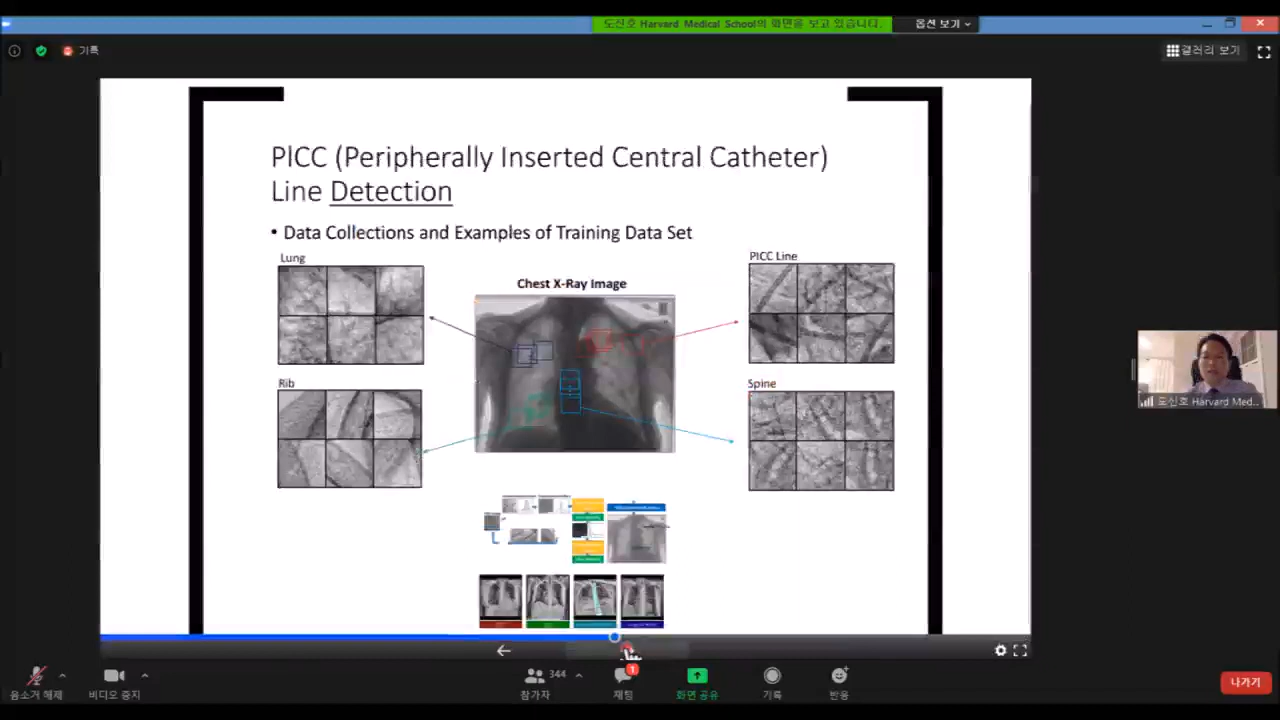 도신호 Harvard Medical School의 화면을 보고 있습니다.
옵션 보기
기록
갤러리 보기
PICC (Peripherally Inserted Central Catheter)
Line Detection
• Data Collections and Examples of Training Data Set
Lung
PICC Line
Chest X-Ray Image
Rib
Spine
도신호 Harvard Med...
344
1
음소거 해제
비디오 중지
참가자
채팅
화면 공유
기록
반응
나가기